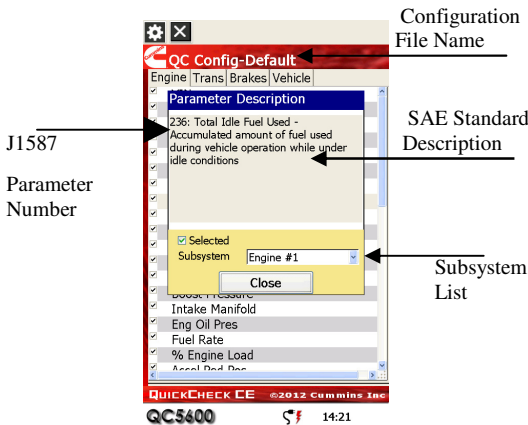 Configuration
File Name
QC Config-Default
Engine Trans Brakes Vehicle
Parameter Description
236: Total Idle Fuel Used -
Accumulated amount of fuel used
during vehicle operation while under
idle conditions
SAE Standard
Description
J1587
Parameter
Number
Selected
Subsystem Engine #1
Close
Subsystem
List
Boost Pressure
Intake Manifold
Eng Oil Pres
Fuel Rate
% Engine Load
Accel Ped Pos
QUICKCHECK CE ©2012 Cummins Inc
QC5600 14:21